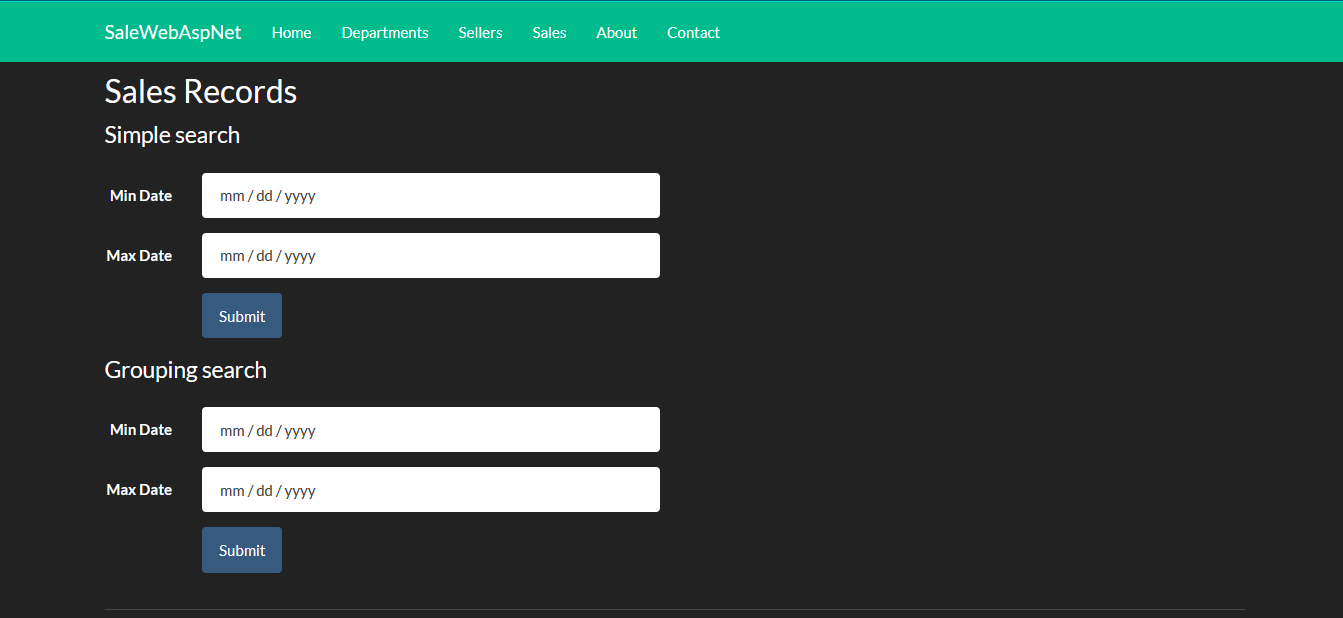 SaleWebAspNet Home Departments Sellers Sales About Contact
Sales Records
Simple search
Min Date mm / dd / yyyy
Max Date mm / dd / yyyy
Submit
Grouping search
Min Date mm / dd / yyyy
Max Date mm / dd / yyyy
Submit